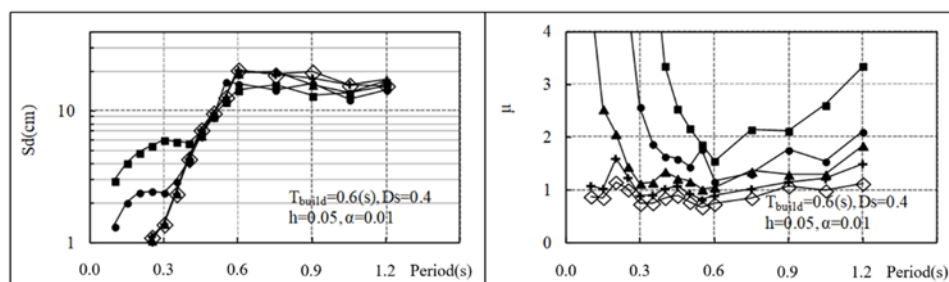 Sd(cm)
10
1
T_build=0.6(s), Ds=0.4
h=0.05, α=0.01
0.0 0.3 0.6 0.9 1.2 Period(s)
μ
4
3
2
1
0
T_build=0.6(s), Ds=0.4
h=0.05, α=0.01
0.0 0.3 0.6 0.9 1.2 Period(s)